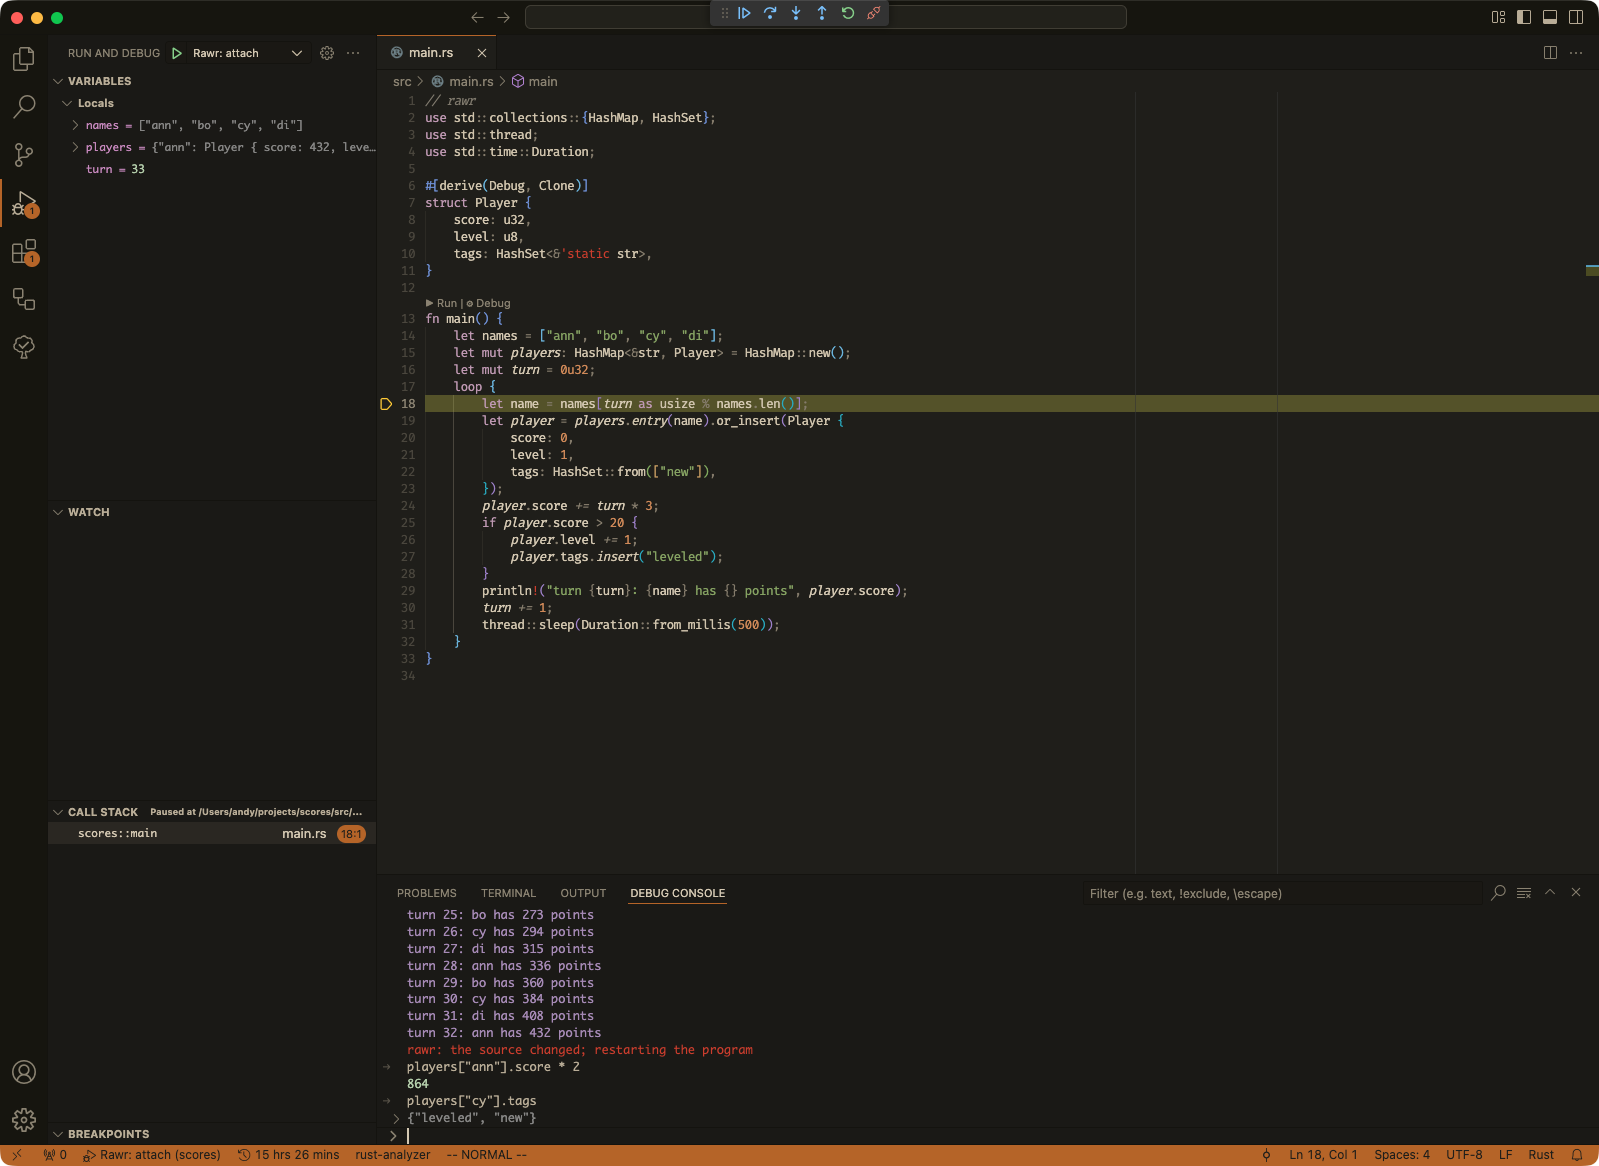 RUN AND DEBUG Rawr: attach
VARIABLES
Locals
names = ["ann", "bo", "cy", "di"]
players = {"ann": Player { score: 432, leve…
turn = 33
WATCH
CALL STACK Paused at /Users/andy/projects/scores/src/…
scores::main main.rs 18:1
BREAKPOINTS
1
1
main.rs
src > main.rs > main
1 // rawr
2 use std::collections::{HashMap, HashSet};
3 use std::thread;
4 use std::time::Duration;
5
6 #[derive(Debug, Clone)]
7 struct Player {
8 score: u32,
9 level: u8,
10 tags: HashSet<&'static str>,
11 }
12
Run | Debug
13 fn main() {
14 let names = ["ann", "bo", "cy", "di"];
15 let mut players: HashMap<&str, Player> = HashMap::new();
16 let mut turn = 0u32;
17 loop {
18 let name = names[turn as usize % names.len()];
19 let player = players.entry(name).or_insert(Player {
20 score: 0,
21 level: 1,
22 tags: HashSet::from(["new"]),
23 });
24 player.score += turn * 3;
25 if player.score > 20 {
26 player.level += 1;
27 player.tags.insert("leveled");
28 }
29 println!("turn {turn}: {name} has {} points", player.score);
30 turn += 1;
31 thread::sleep(Duration::from_millis(500));
32 }
33 }
34
PROBLEMS TERMINAL OUTPUT DEBUG CONSOLE Filter (e.g. text, !exclude, \escape)
turn 25: bo has 273 points
turn 26: cy has 294 points
turn 27: di has 315 points
turn 28: ann has 336 points
turn 29: bo has 360 points
turn 30: cy has 384 points
turn 31: di has 408 points
turn 32: ann has 432 points
rawr: the source changed; restarting the program
players["ann"].score * 2
864
players["cy"].tags
{"leveled", "new"}
0 Rawr: attach (scores) 15 hrs 26 mins rust-analyzer -- NORMAL -- Ln 18, Col 1 Spaces: 4 UTF-8 LF Rust